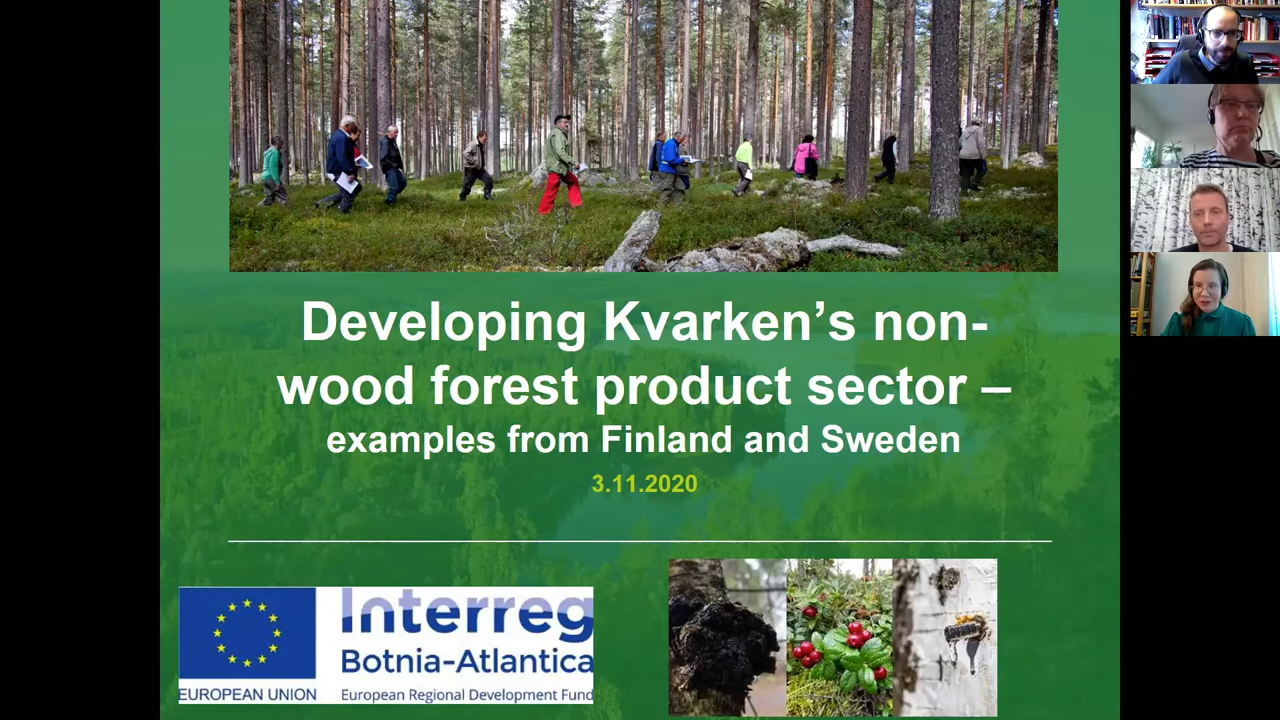 Developing Kvarken’s non-
wood forest product sector –
examples from Finland and Sweden
3.11.2020
Interreg
Botnia-Atlantica
EUROPEAN UNION
European Regional Development Fund